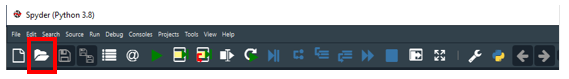 Spyder (Python 3.8)
File Edit Search Source Run Debug Consoles Projects Tools View Help
@